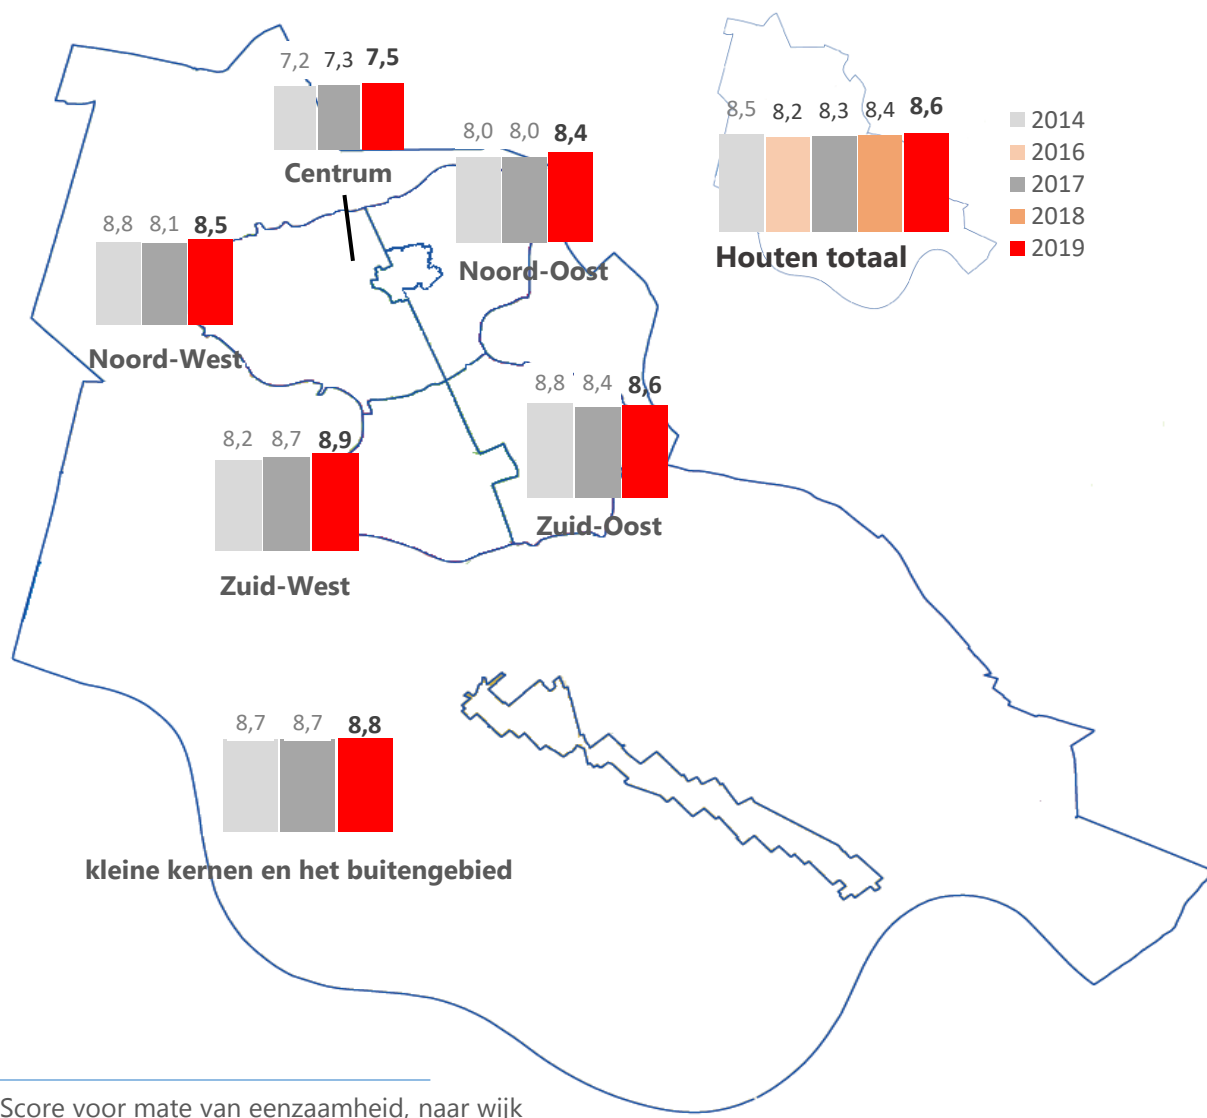 7,2 7,3 7,5
Centrum
8,0 8,0 8,4
Noord-Oost
8,5 8,2 8,3 8,4 8,6
Houten totaal
2014
2016
2017
2018
2019
8,8 8,1 8,5
Noord-West
8,8 8,4 8,6
Zuid-Oost
8,2 8,7 8,9
Zuid-West
8,7 8,7 8,8
kleine kernen en het buitengebied
Score voor mate van eenzaamheid, naar wijk